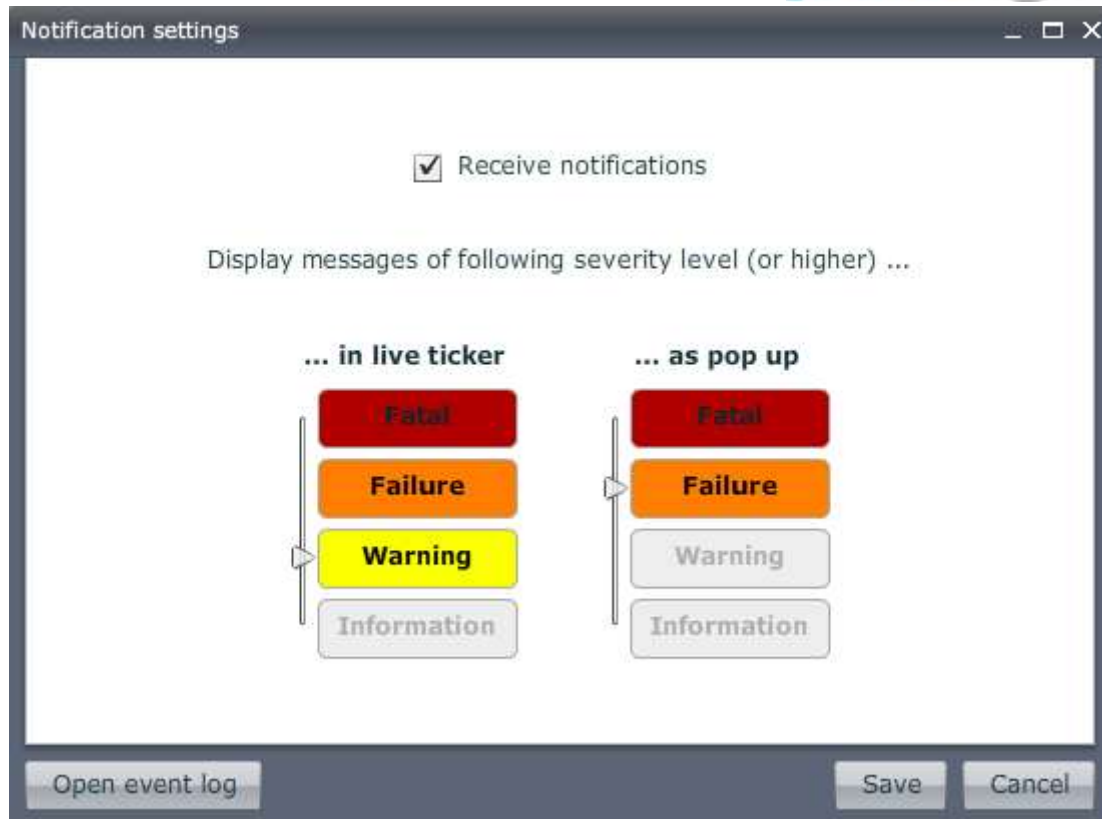 Notification settings
Receive notifications
Display messages of following severity level (or higher) ...
... in live ticker
... as pop up
Fatal
Fatal
Failure
Failure
Warning
Warning
Information
Information
Open event log
Save
Cancel